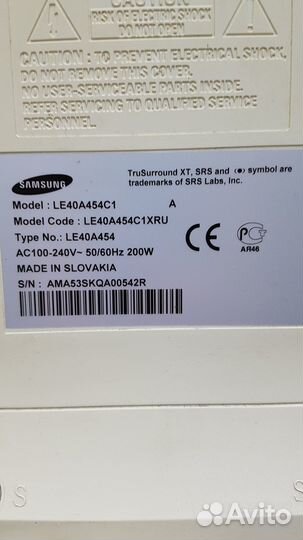 CAUTION
RISK OF ELECTRIC SHOCK
DO NOT OPEN
CAUTION : TO PREVENT ELECTRICAL SHOCK,
DO NOT REMOVE THIS COVER.
NO USER-SERVICEABLE PARTS INSIDE.
REFER SERVICING TO QUALIFIED SERVICE
PERSONNEL.
SAMSUNG
TruSurround XT, SRS and (●) symbol are
trademarks of SRS Labs, Inc.
Model : LE40A454C1 A
Model Code : LE40A454C1XRU
Type No.: LE40A454
AC100-240V~ 50/60Hz 200W
MADE IN SLOVAKIA
S/N : AMA53SKQA00542R
CE
АЯ46
S
S
Avito